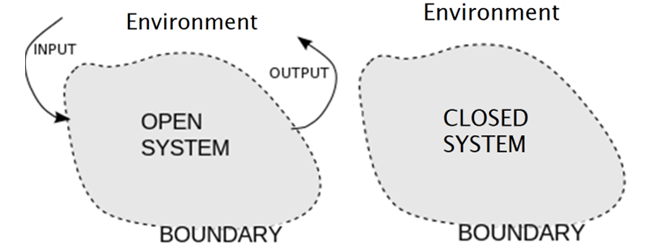 Environment
INPUT
OUTPUT
OPEN
SYSTEM
BOUNDARY
Environment
CLOSED
SYSTEM
BOUNDARY